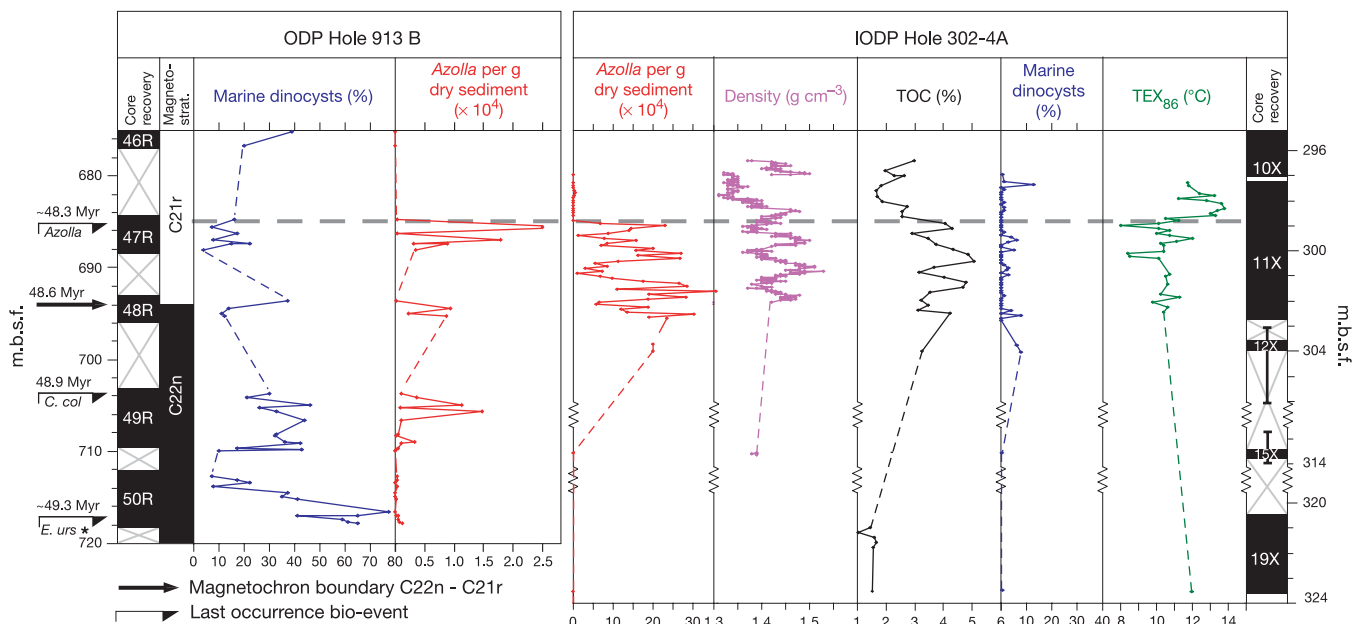 ODP Hole 913 B
IODP Hole 302-4A
Core recovery
Magneto-strat.
Marine dinocysts (%)
Azolla per g dry sediment (× 10⁴)
Azolla per g dry sediment (× 10⁴)
Density (g cm⁻³)
TOC (%)
Marine dinocysts (%)
TEX₈₆ (°C)
Core recovery
m.b.s.f.
680
690
700
710
720
~48.3 Myr
Azolla
48.6 Myr
48.9 Myr
C. col
~49.3 Myr
E. urs *
46R
47R
48R
49R
50R
C21r
C22n
0 10 20 30 40 50 60 70 80
0 0.5 1.0 1.5 2.0 2.5
10X
11X
12X
15X
19X
296
300
304
314
320
324
m.b.s.f.
0 10 20 30
1.3 1.4 1.5 1.6
1 2 3 4 5
6 10 20 30 40
8 10 12 14
Magnetochron boundary C22n - C21r
Last occurrence bio-event